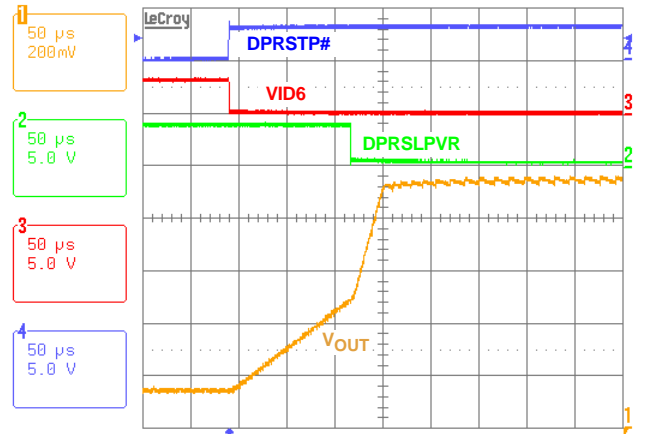 1
50 µs
200mV
2
50 µs
5.0 V
3
50 µs
5.0 V
4
50 µs
5.0 V
LeCroy
DPRSTP#
4
VID6
3
DPRSLPVR
2
VOUT
1